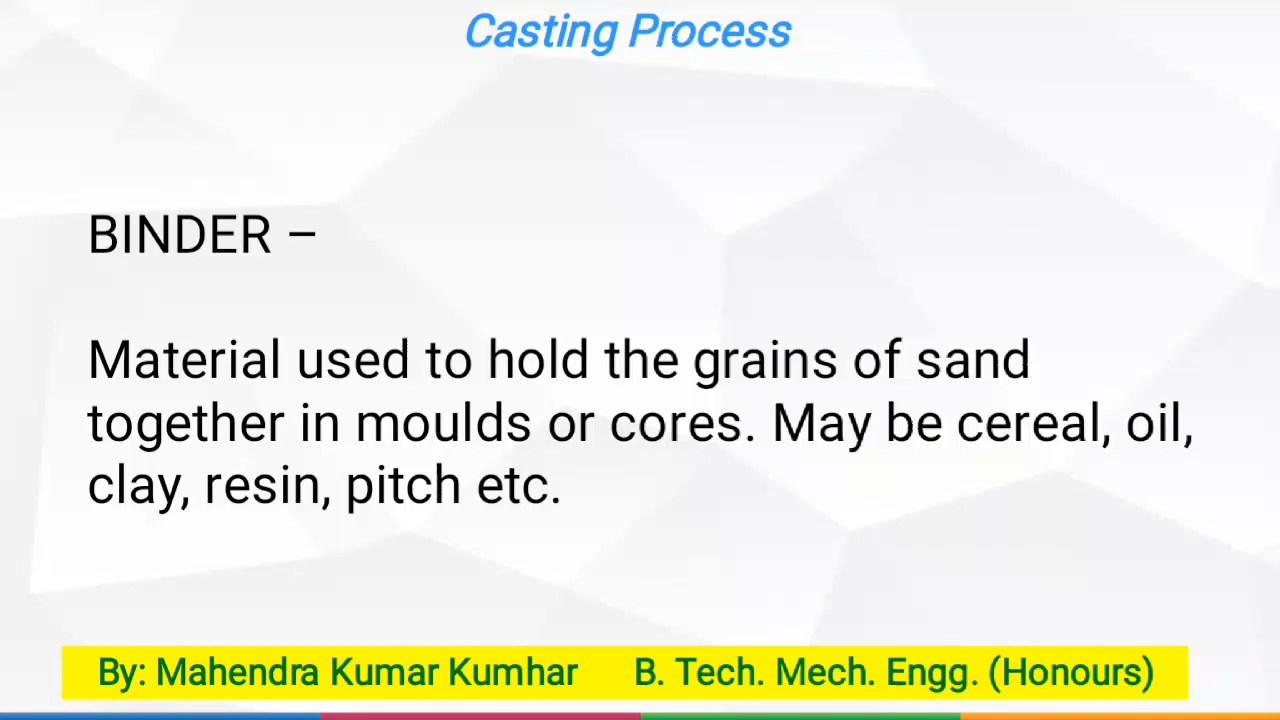 Casting Process
BINDER –
Material used to hold the grains of sand
together in moulds or cores. May be cereal, oil,
clay, resin, pitch etc.
By: Mahendra Kumar Kumhar B. Tech. Mech. Engg. (Honours)